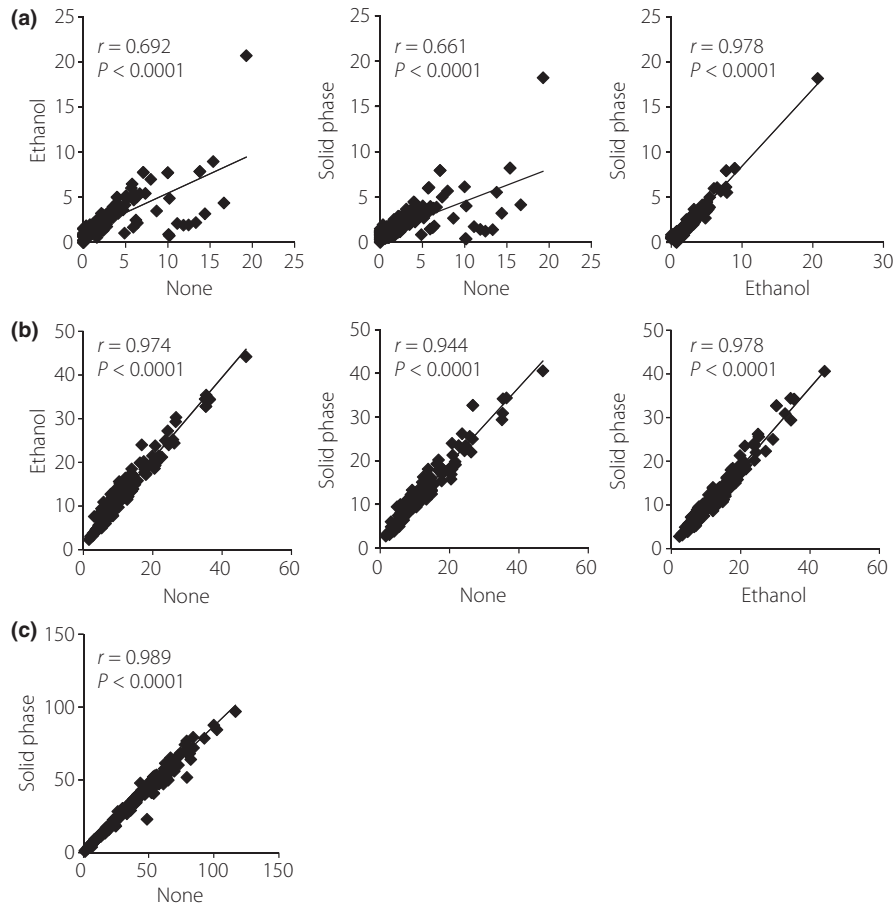 (a)
25
20
15
10
5
0
Ethanol
r = 0.692
P < 0.0001
0 5 10 15 20 25
None
25
20
15
10
5
0
Solid phase
r = 0.661
P < 0.0001
0 5 10 15 20 25
None
25
20
15
10
5
0
Solid phase
r = 0.978
P < 0.0001
0 10 20 30
Ethanol
(b)
50
40
30
20
10
0
Ethanol
r = 0.974
P < 0.0001
0 20 40 60
None
50
40
30
20
10
0
Solid phase
r = 0.944
P < 0.0001
0 20 40 60
None
50
40
30
20
10
0
Solid phase
r = 0.978
P < 0.0001
0 20 40 60
Ethanol
(c)
150
100
50
0
Solid phase
r = 0.989
P < 0.0001
0 50 100 150
None